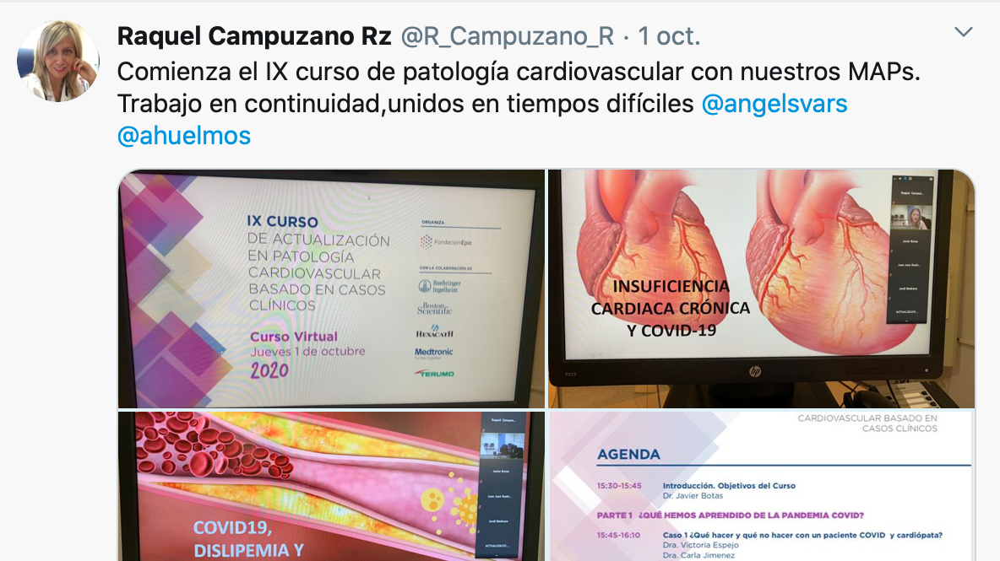 Raquel Campuzano Rz @R_Campuzano_R · 1 oct.
Comienza el IX curso de patología cardiovascular con nuestros MAPs.
Trabajo en continuidad,unidos en tiempos difíciles @angelsvars
@ahuelmos
IX CURSO
DE ACTUALIZACIÓN
EN PATOLOGÍA
CARDIOVASCULAR
BASADO EN CASOS
CLÍNICOS
Curso Virtual
Jueves 1 de octubre
2020
ORGANIZA
FundaciónEpic
CON LA COLABORACIÓN DE
Boehringer
Ingelheim
Boston
Scientific
HEXACATH
Medtronic
TERUMO
INSUFICIENCIA
CARDIACA CRÓNICA
Y COVID-19
Raquel Campuz...
Javier Botas
Juan José Rodrí...
Jordi Medrano
ACTUALIZACIÓ...
P223
hp
COVID19,
DISLIPEMIA Y
Raquel Campuz...
Javier Botas
Juan José Rodrí...
Jordi Medrano
ACTUALIZACIÓ...
CARDIOVASCULAR BASADO EN
CASOS CLÍNICOS
AGENDA
15:30-15:45 Introducción. Objetivos del Curso
Dr. Javier Botas
PARTE 1 ¿QUÉ HEMOS APRENDIDO DE LA PANDEMIA COVID?
15:45-16:10 Caso 1 ¿Qué hacer y qué no hacer con un paciente COVID y cardiópata?
Dra. Victoria Espejo
Dra. Carla Jimenez